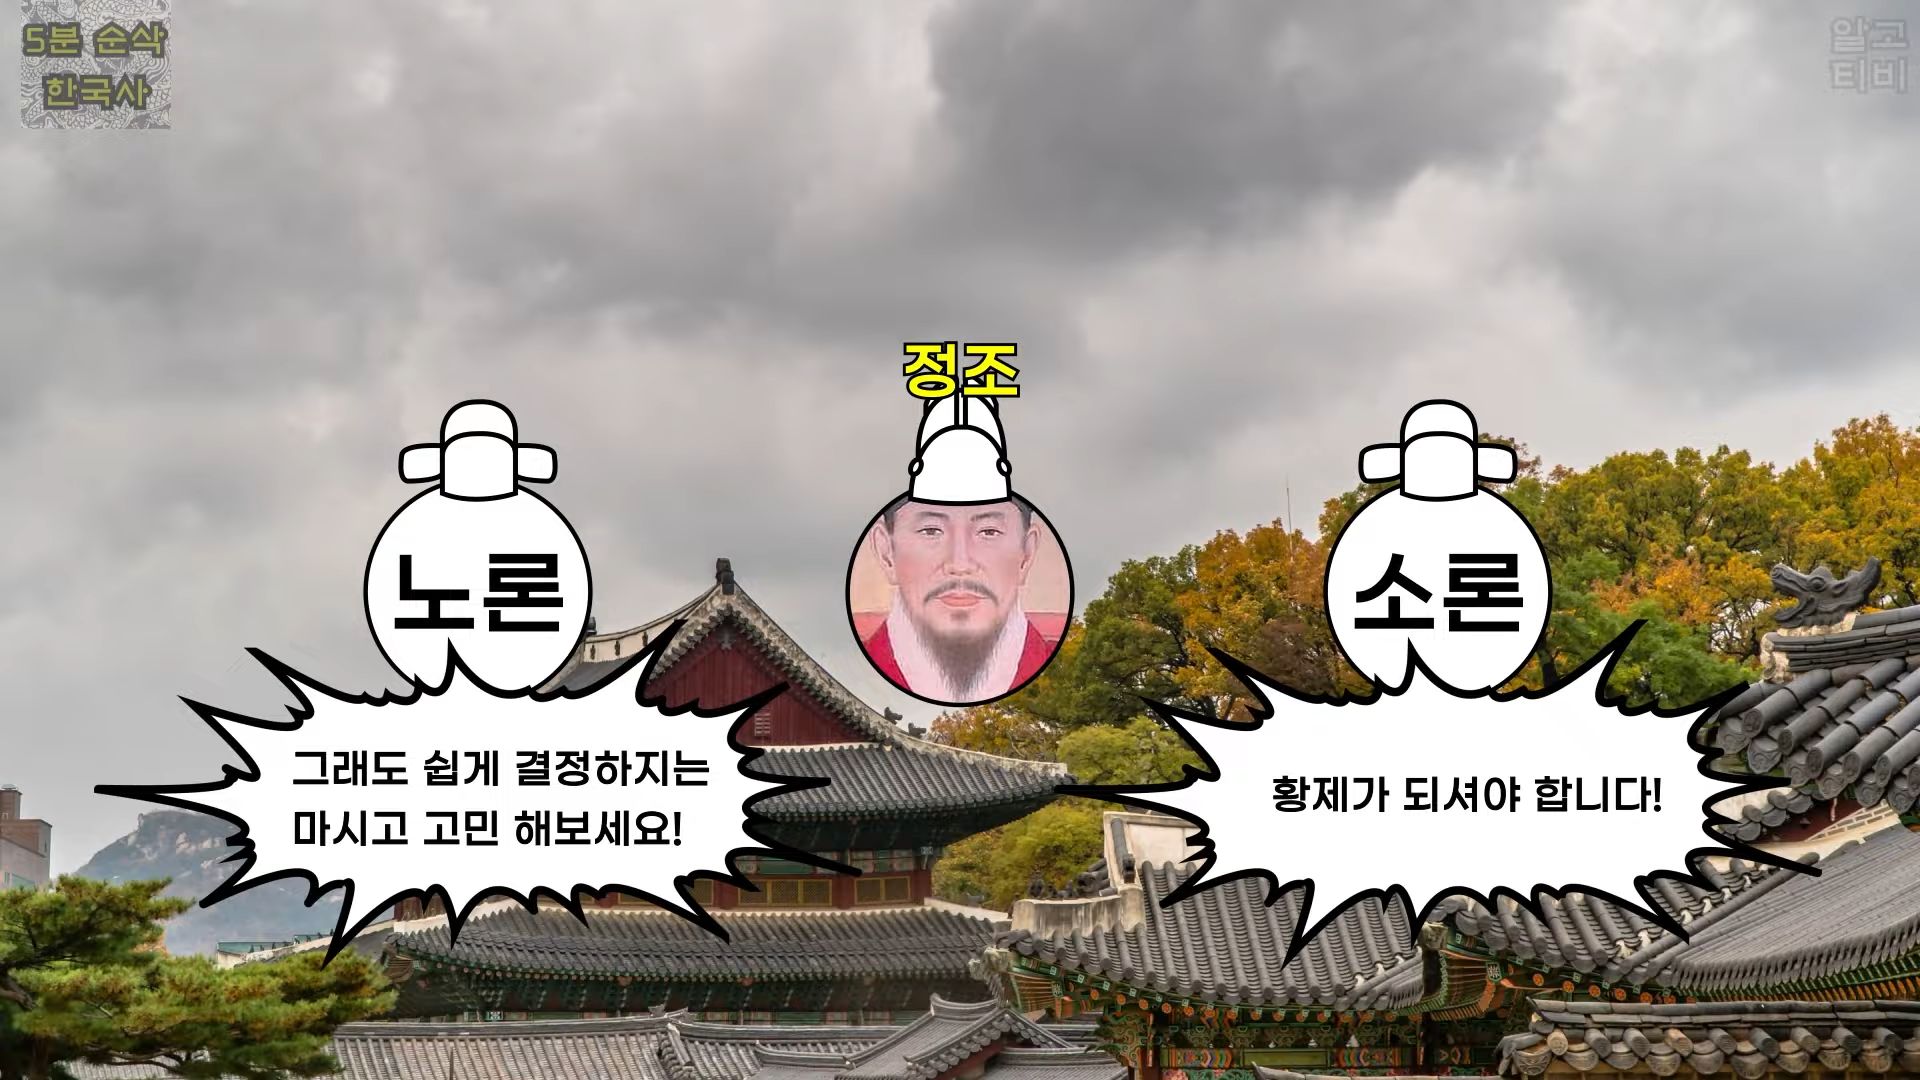 5분 순삭
한국사
알고
티비
정조
노론
소론
그래도 쉽게 결정하지는
마시고 고민 해보세요!
황제가 되셔야 합니다!